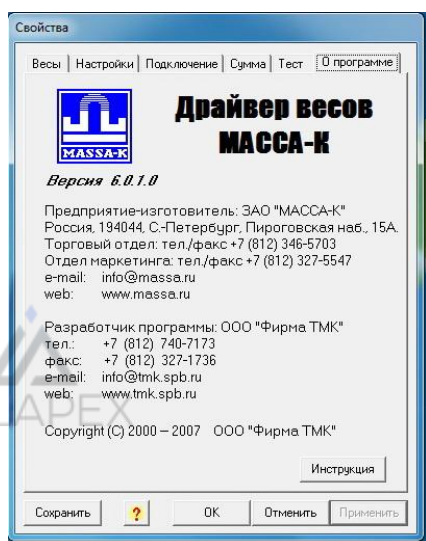 Свойства
Весы Настройки Подключение Сумма Тест О программе
Драйвер весов
МАССА-К
MASSA-K
Версия 6.0.1.0
Предприятие-изготовитель: ЗАО "МАССА-К"
Россия, 194044, С.-Петербург, Пироговская наб., 15А.
Торговый отдел: тел./факс +7 (812) 346-5703
Отдел маркетинга: тел./факс +7 (812) 327-5547
e-mail: info@massa.ru
web: www.massa.ru
Разработчик программы: ООО "Фирма ТМК"
тел.: +7 (812) 740-7173
факс: +7 (812) 327-1736
e-mail: info@tmk.spb.ru
web: www.tmk.spb.ru
LAPEX
Copyright (C) 2000 – 2007 ООО "Фирма ТМК"
Инструкция
Сохранить ? OK Отменить Применить